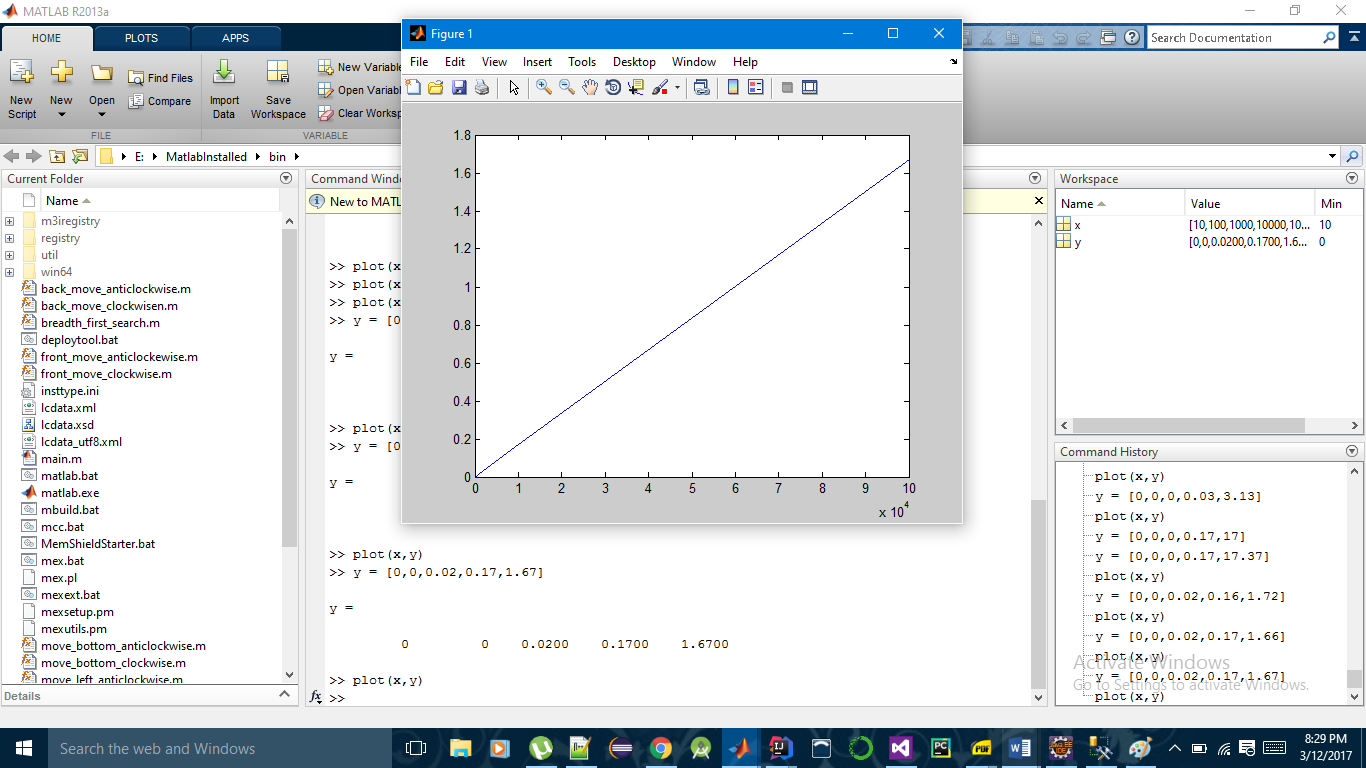 MATLAB R2013a
HOME
PLOTS
APPS
Search Documentation
New Script
New
Open
Find Files
Compare
Import Data
Save Workspace
New Variable
Open Variabl
Clear Worksp
FILE
VARIABLE
E:
MatlabInstalled
bin
Current Folder
Name
m3iregistry
registry
util
win64
back_move_anticlockwise.m
back_move_clockwisen.m
breadth_first_search.m
deploytool.bat
front_move_anticlockewise.m
front_move_clockwise.m
insttype.ini
lcdata.xml
lcdata.xsd
lcdata_utf8.xml
main.m
matlab.bat
matlab.exe
mbuild.bat
mcc.bat
MemShieldStarter.bat
mex.bat
mex.pl
mexext.bat
mexsetup.pm
mexutils.pm
move_bottom_anticlockwise.m
move_bottom_clockwise.m
move_left_anticlockwise.m
Details
Command Windo
New to MATL
>> plot(x
>> plot(x
>> plot(x
>> y = [0
y =
>> plot(x
>> y = [0
y =
>> plot(x,y)
>> y = [0,0,0.02,0.17,1.67]
y =
0 0 0.0200 0.1700 1.6700
>> plot(x,y)
fx >>
Figure 1
File Edit View Insert Tools Desktop Window Help
1.8
1.6
1.4
1.2
1
0.8
0.6
0.4
0.2
0
0 1 2 3 4 5 6 7 8 9 10
x 10^4
Workspace
Name Value Min
x [10,100,1000,10000,10... 10
y [0,0,0.0200,0.1700,1.6... 0
Command History
plot(x,y)
y = [0,0,0,0.03,3.13]
plot(x,y)
y = [0,0,0,0.17,17]
y = [0,0,0,0.17,17.37]
plot(x,y)
y = [0,0,0.02,0.16,1.72]
plot(x,y)
y = [0,0,0.02,0.17,1.66]
plot(x,y)
y = [0,0,0.02,0.17,1.67]
plot(x,y)
Activate Windows
Go to Settings to activate Windows.
Search the web and Windows
8:29 PM
3/12/2017